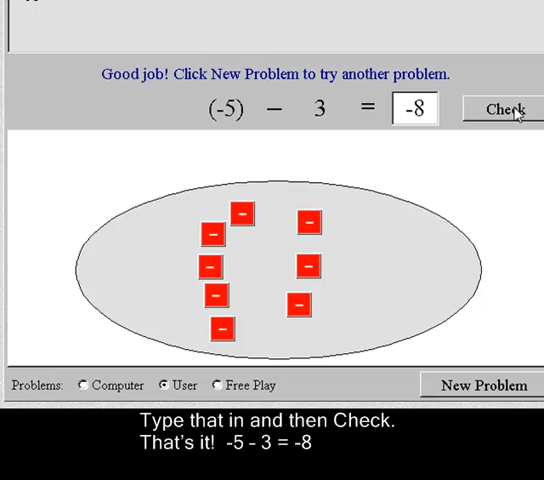 Good job! Click New Problem to try another problem.
(-5) − 3 = -8 Check
−
−
−
−
−
−
−
−
Problems: Computer User Free Play New Problem
Type that in and then Check.
That's it! -5 - 3 = -8